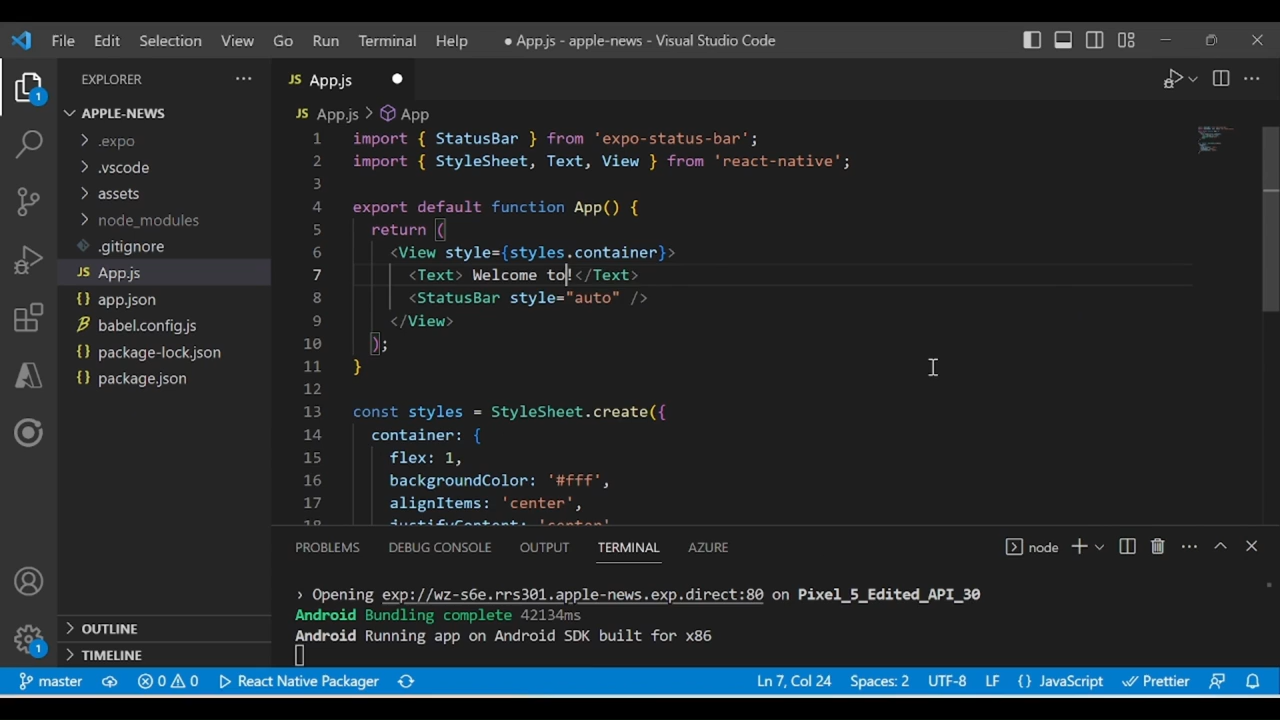 File Edit Selection View Go Run Terminal Help ● App.js - apple-news - Visual Studio Code
EXPLORER ···
JS App.js ●
APPLE-NEWS
JS App.js > App
.expo
.vscode
assets
node_modules
.gitignore
JS App.js
{} app.json
babel.config.js
{} package-lock.json
{} package.json
1 import { StatusBar } from 'expo-status-bar';
2 import { StyleSheet, Text, View } from 'react-native';
3
4 export default function App() {
5 return (
6 <View style={styles.container}>
7 <Text> Welcome to!</Text>
8 <StatusBar style="auto" />
9 </View>
10 );
11 }
12
13 const styles = StyleSheet.create({
14 container: {
15 flex: 1,
16 backgroundColor: '#fff',
17 alignItems: 'center',
18 justifyContent: 'center'
1
1
OUTLINE
TIMELINE
PROBLEMS DEBUG CONSOLE OUTPUT TERMINAL AZURE node
› Opening exp://wz-s6e.rrs301.apple-news.exp.direct:80 on Pixel_5_Edited_API_30
Android Bundling complete 42134ms
Android Running app on Android SDK built for x86
master 0 0 React Native Packager Ln 7, Col 24 Spaces: 2 UTF-8 LF {} JavaScript Prettier